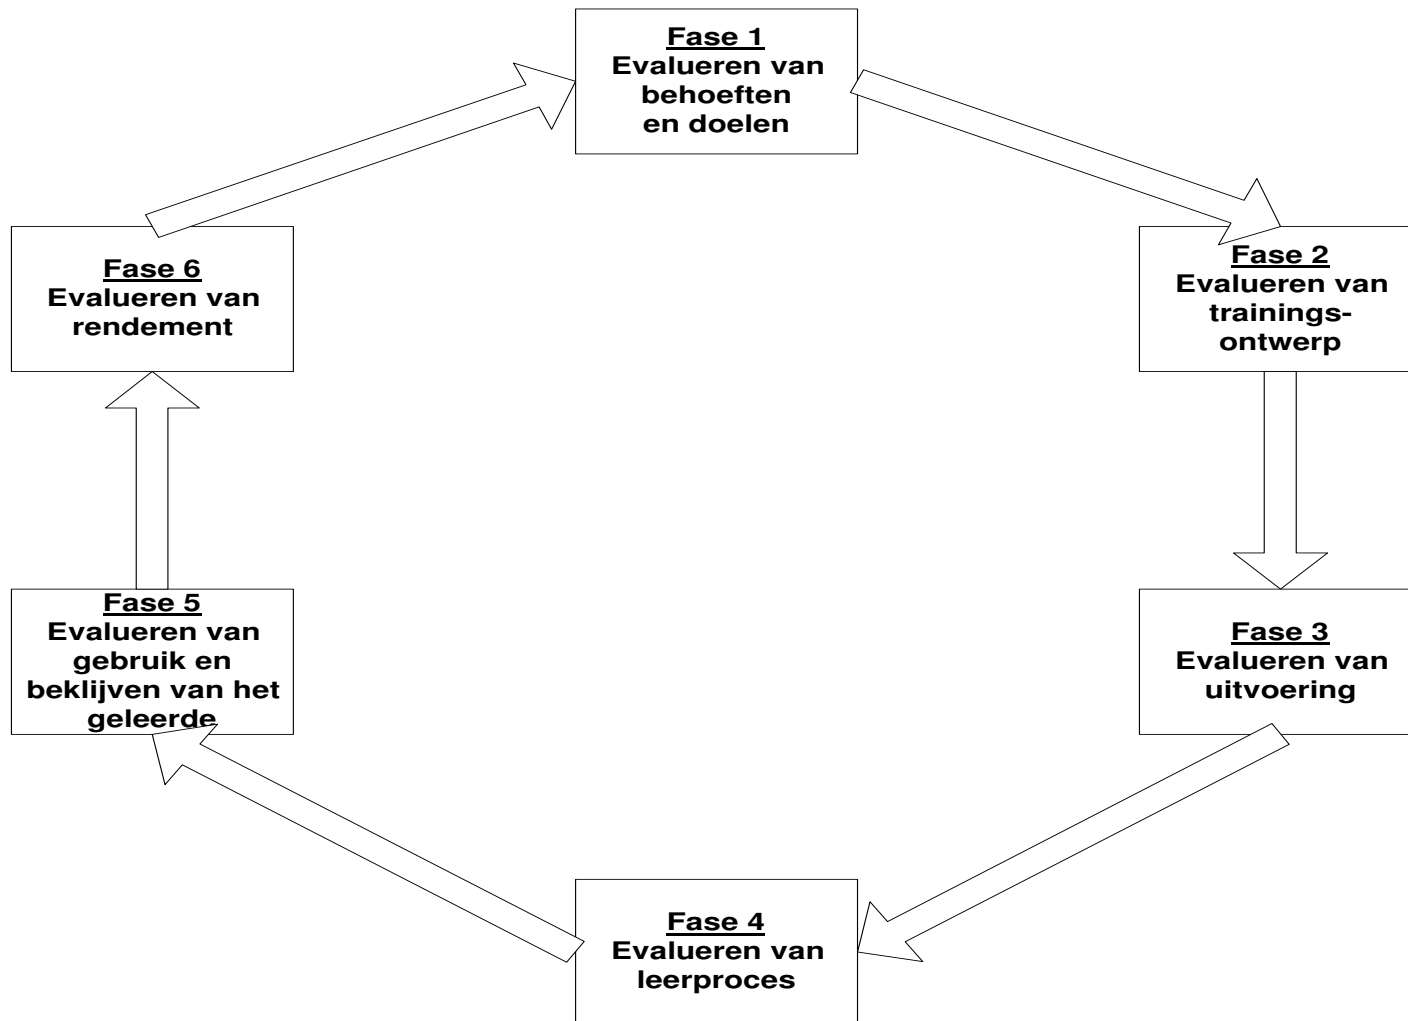 Fase 1
Evalueren van
behoeften
en doelen
Fase 2
Evalueren van
trainings-
ontwerp
Fase 3
Evalueren van
uitvoering
Fase 4
Evalueren van
leerproces
Fase 5
Evalueren van
gebruik en
beklijven van het
geleerde
Fase 6
Evalueren van
rendement